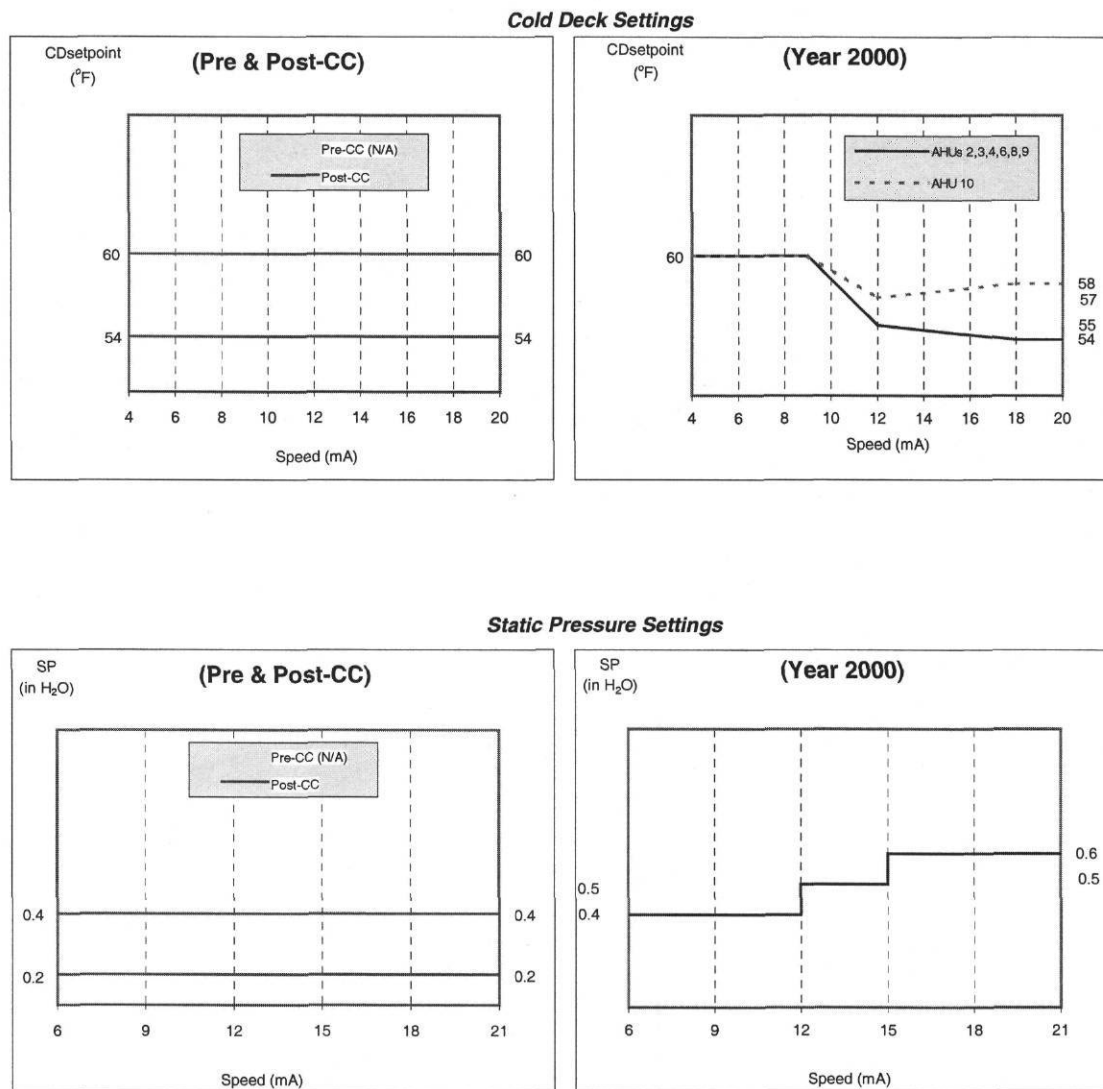 Cold Deck Settings
CDsetpoint
(°F)
(Pre & Post-CC)
Pre-CC (N/A)
Post-CC
60
60
54
54
4 6 8 10 12 14 16 18 20
Speed (mA)
CDsetpoint
(°F)
(Year 2000)
AHUs 2,3,4,6,8,9
AHU 10
60
58
57
55
54
4 6 8 10 12 14 16 18 20
Speed (mA)
Static Pressure Settings
SP
(in H₂O)
(Pre & Post-CC)
Pre-CC (N/A)
Post-CC
0.4
0.4
0.2
0.2
6 9 12 15 18 21
Speed (mA)
SP
(in H₂O)
(Year 2000)
0.6
0.5
0.5
0.4
6 9 12 15 18 21
Speed (mA)